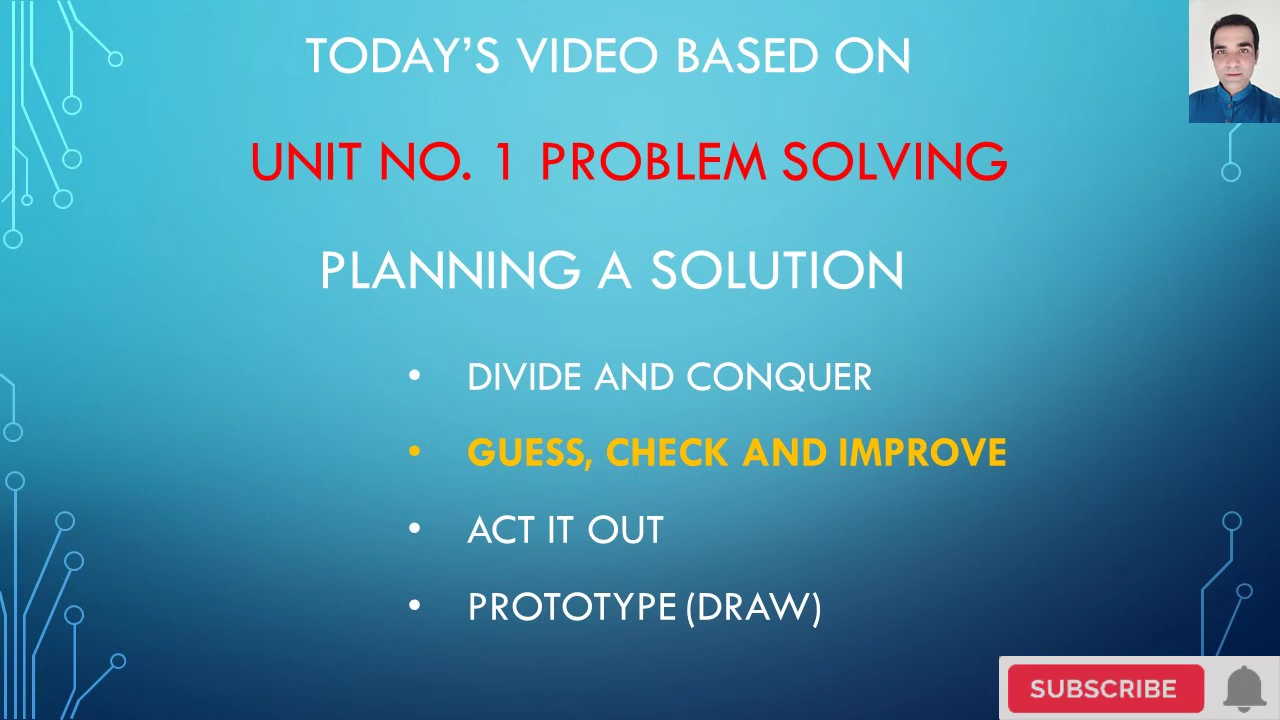 TODAY’S VIDEO BASED ON
UNIT NO. 1 PROBLEM SOLVING
PLANNING A SOLUTION
• DIVIDE AND CONQUER
• GUESS, CHECK AND IMPROVE
• ACT IT OUT
• PROTOTYPE (DRAW)
SUBSCRIBE